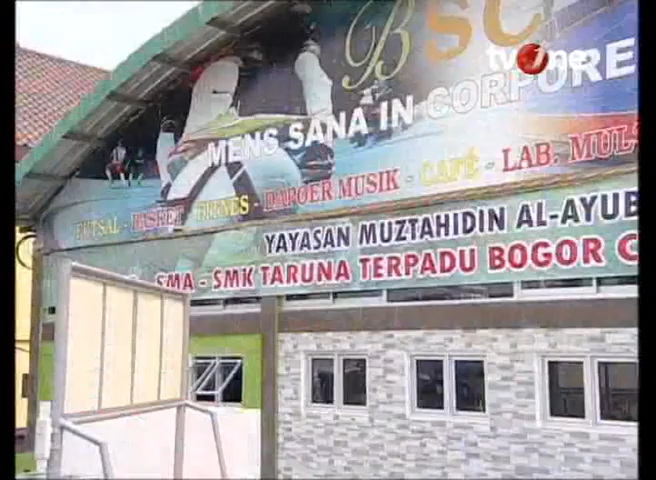 BSC
tvOne
MENS SANA IN CORPORE
FUTSAL - BASKET - FITNES - DAPOER MUSIK - CAFE - LAB. MULT
YAYASAN MUZTAHIDIN AL-AYUB
SMA - SMK TARUNA TERPADU BOGOR C